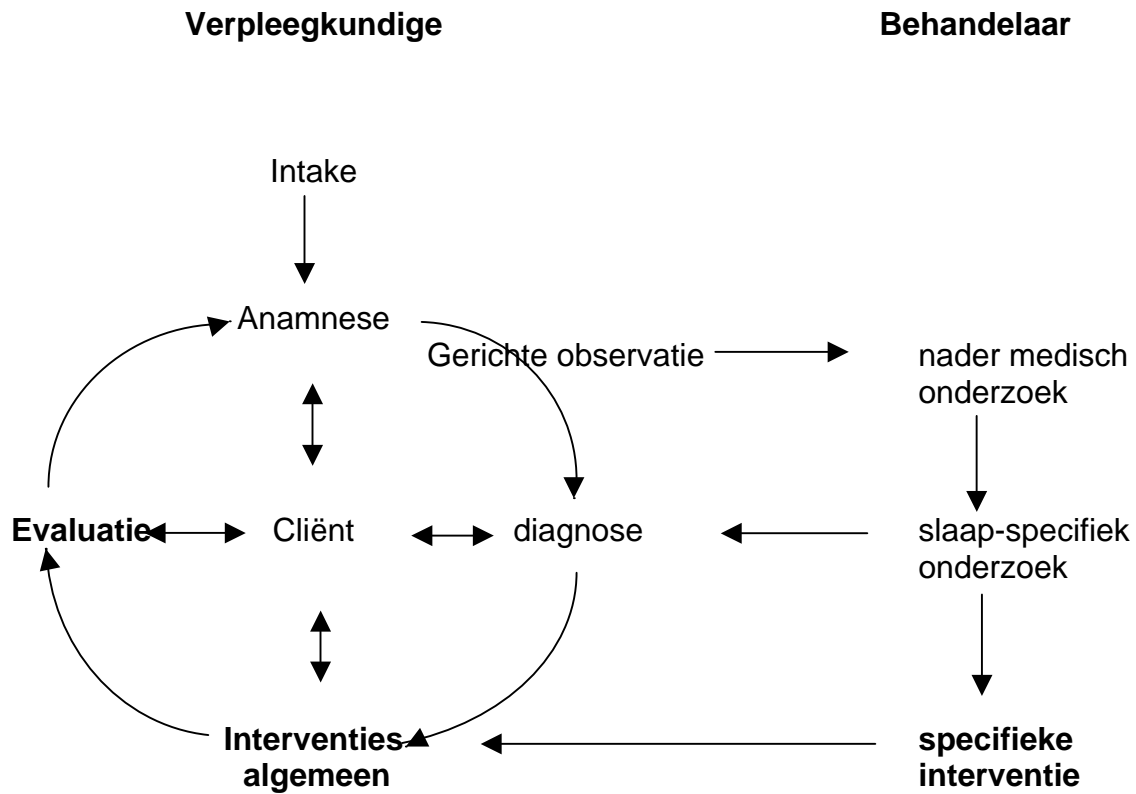 Verpleegkundige
Behandelaar
Intake
Anamnese
Gerichte observatie
nader medisch
onderzoek
Evaluatie
Cliënt
diagnose
slaap-specifiek
onderzoek
Interventies
algemeen
specifieke
interventie